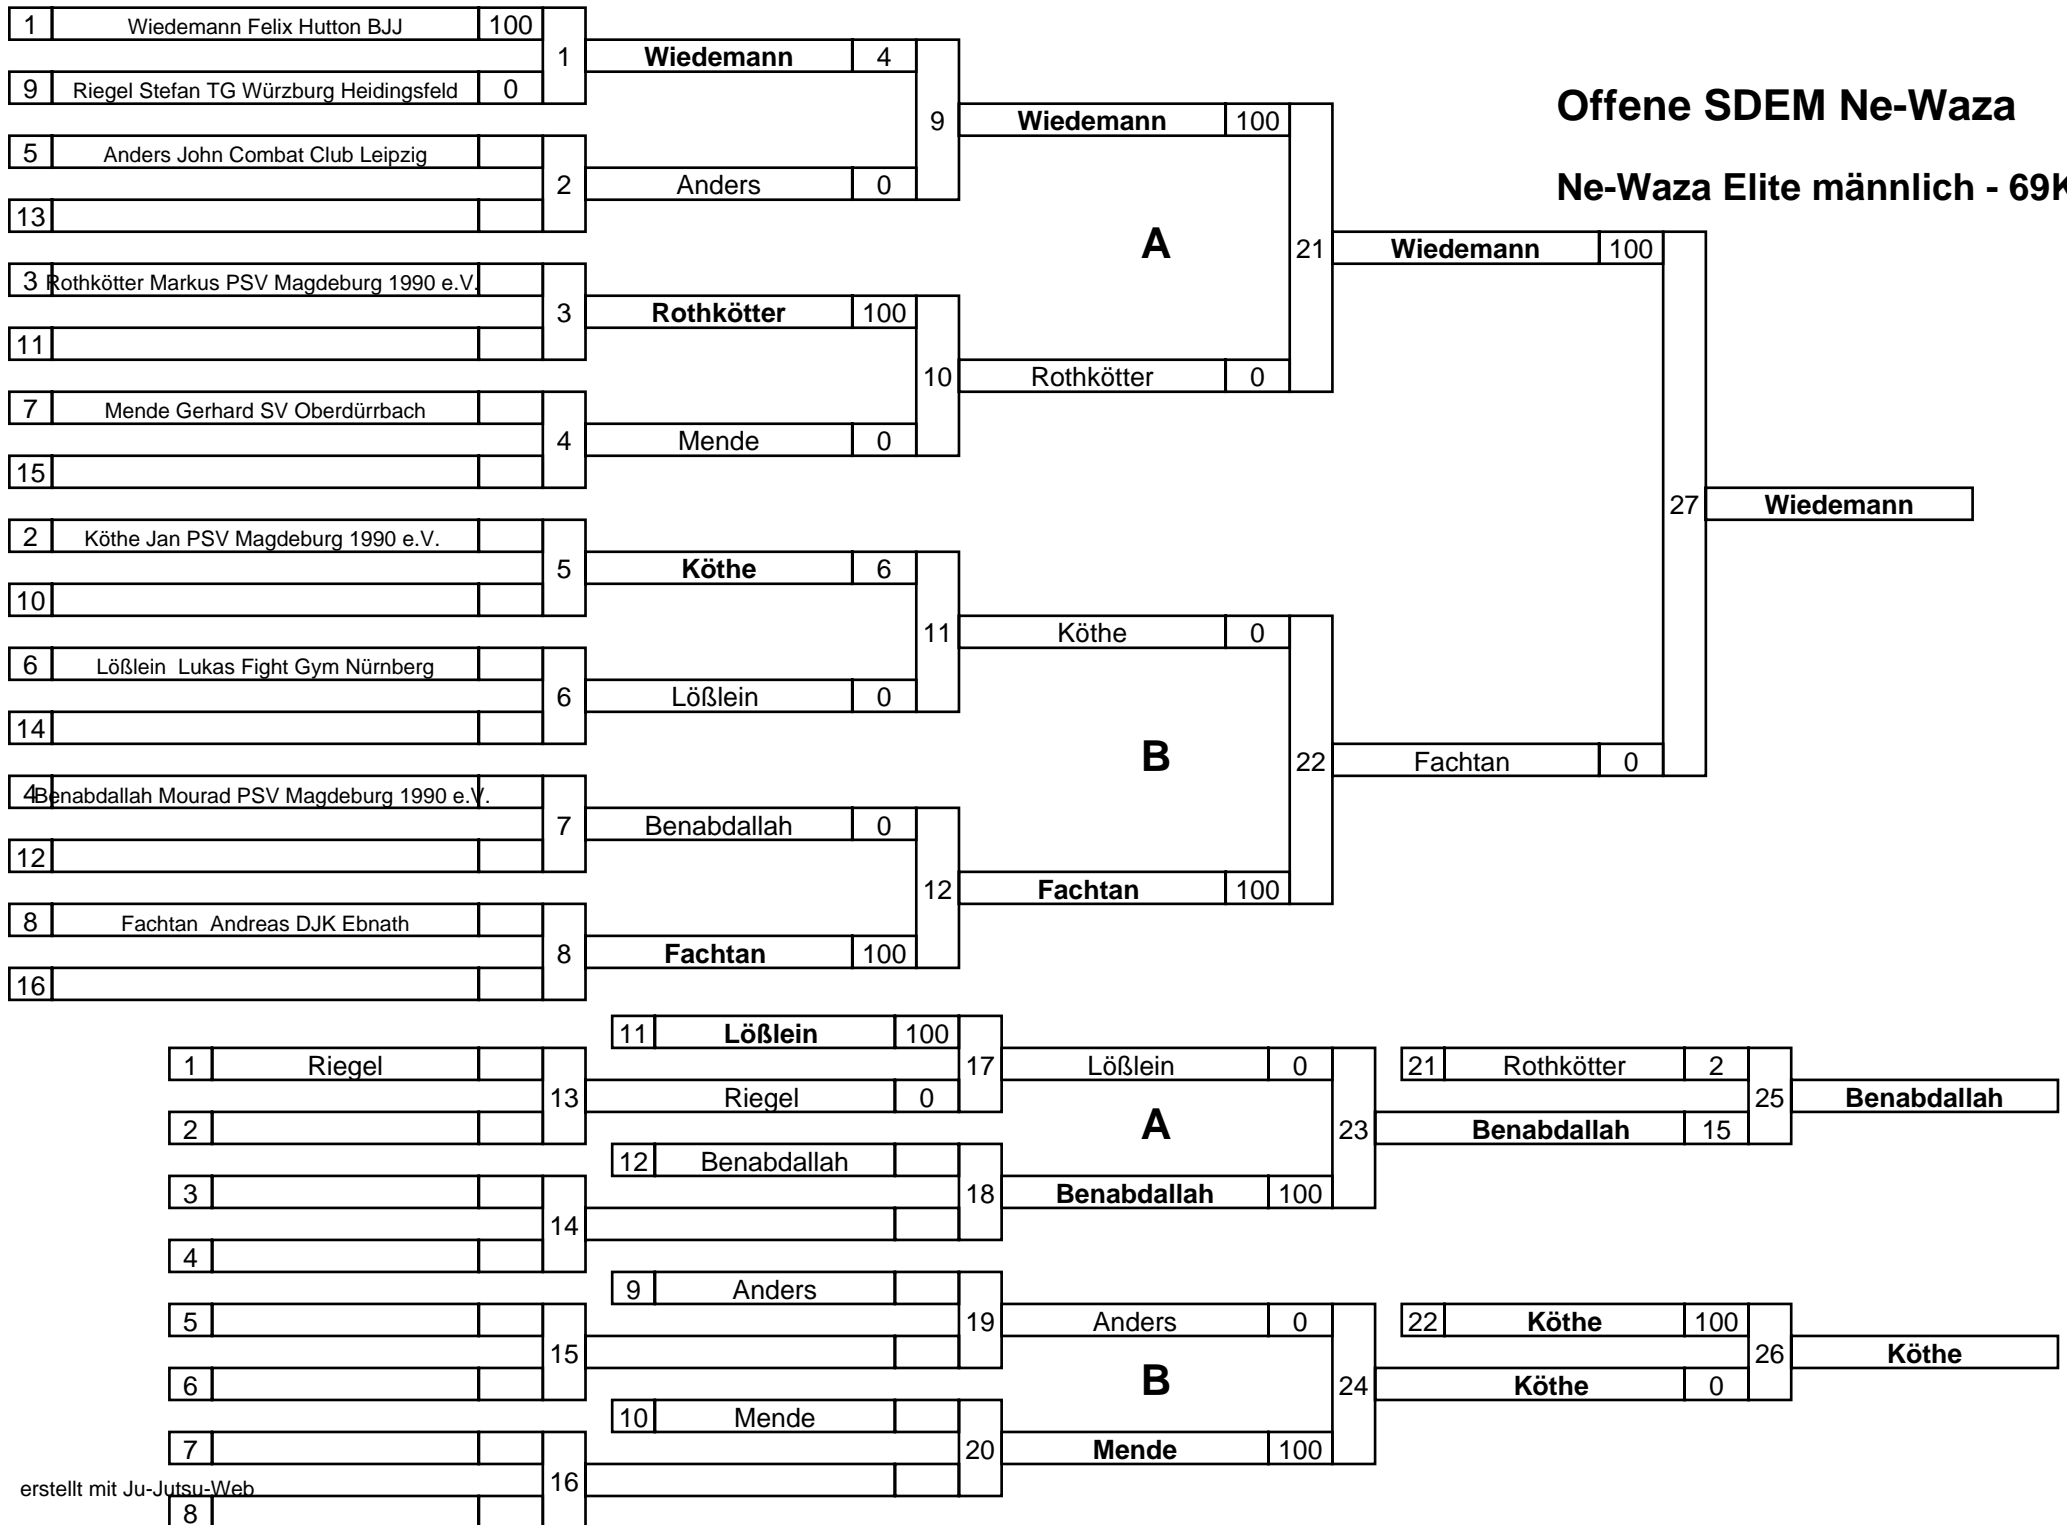 Offene SDEM Ne-Waza
Ne-Waza Elite männlich - 69K
1 Wiedemann Felix Hutton BJJ 100
1 Wiedemann 4
9 Riegel Stefan TG Würzburg Heidingsfeld 0
9 Wiedemann 100
5 Anders John Combat Club Leipzig
2 Anders 0
13
A
21 Wiedemann 100
3 Rothkötter Markus PSV Magdeburg 1990 e.V.
3 Rothkötter 100
11
10 Rothkötter 0
7 Mende Gerhard SV Oberdürrbach
4 Mende 0
15
27 Wiedemann
2 Köthe Jan PSV Magdeburg 1990 e.V.
5 Köthe 6
10
11 Köthe 0
6 Lößlein Lukas Fight Gym Nürnberg
6 Lößlein 0
14
B
22 Fachtan 0
4 Benabdallah Mourad PSV Magdeburg 1990 e.V.
7 Benabdallah 0
12
12 Fachtan 100
8 Fachtan Andreas DJK Ebnath
8 Fachtan 100
16
11 Lößlein 100
1 Riegel
17 Lößlein 0
21 Rothkötter 2
13 Riegel 0
25 Benabdallah
2
A
23 Benabdallah 15
12 Benabdallah
3
18 Benabdallah 100
14
4
9 Anders
5
19 Anders 0
22 Köthe 100
15
26 Köthe
6
B
24 Köthe 0
10 Mende
7
20 Mende 100
16
erstellt mit Ju-Jutsu-Web
8